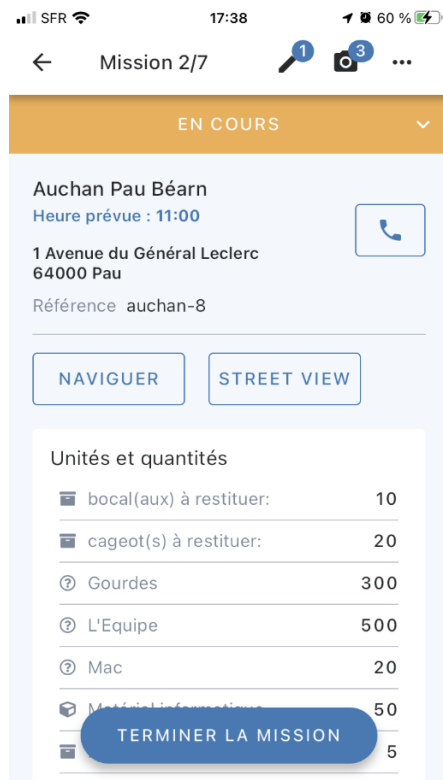 SFR 17:38 60 %
Mission 2/7 1 3
EN COURS
Auchan Pau Béarn
Heure prévue : 11:00
1 Avenue du Général Leclerc
64000 Pau
Référence auchan-8
NAVIGUER STREET VIEW
Unités et quantités
bocal(aux) à restituer: 10
cageot(s) à restituer: 20
Gourdes 300
L'Equipe 500
Mac 20
Matériel informatique 50
TERMINER LA MISSION
5